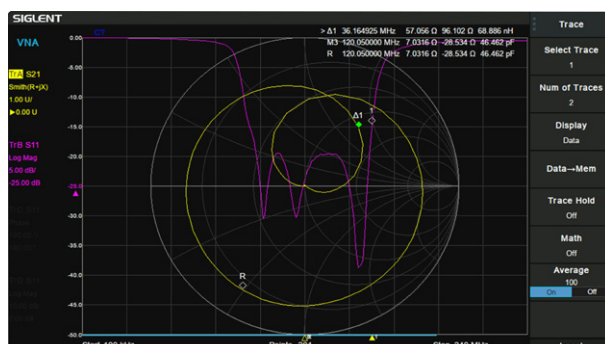 SIGLENT
VNA
CT
> Δ1 36.164925 MHz 57.056 Ω 96.102 Ω 68.886 nH
M3 120.050000 MHz 7.0316 Ω -28.534 Ω 46.462 pF
R 120.050000 MHz 7.0316 Ω -28.534 Ω 46.462 pF
TrA S21
Smith(R+jX)
1.00 U/
▶0.00 U
TrB S11
Log Mag
5.00 dB/
-25.00 dB
0.00
-5.00
-10.0
-15.0
-20.0
-25.0
-30.0
-35.0
-40.0
-45.0
Δ1
1
R
Trace
Select Trace
1
Num of Traces
2
Display
Data
Data→Mem
Trace Hold
Off
Math
Off
Average
100
On Off